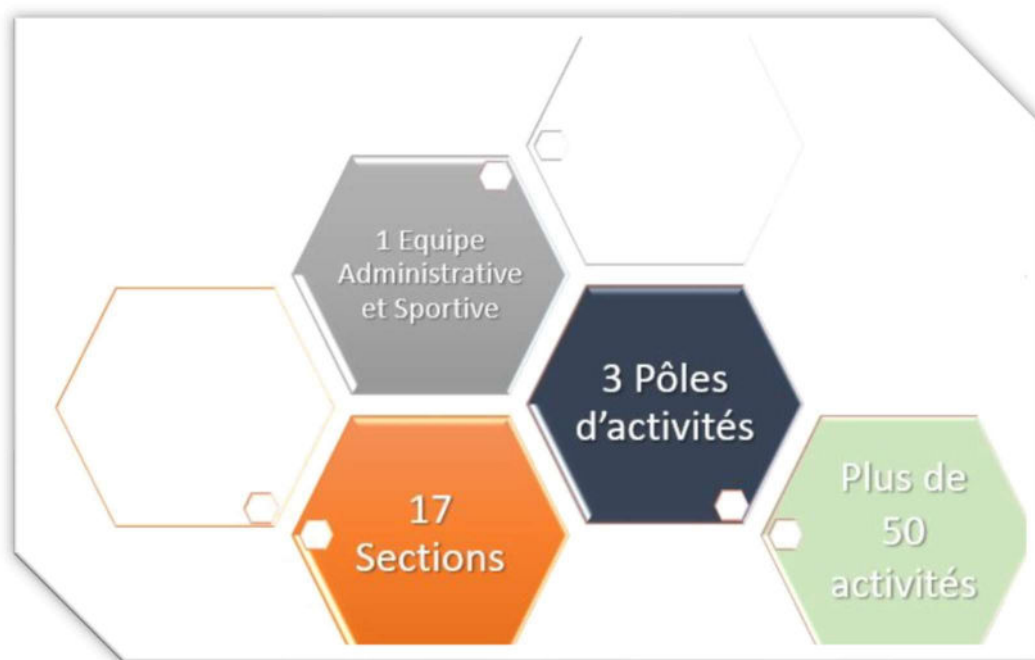 1 Equipe
Administrative
et Sportive
3 Pôles
d'activités
17
Sections
Plus de
50
activités